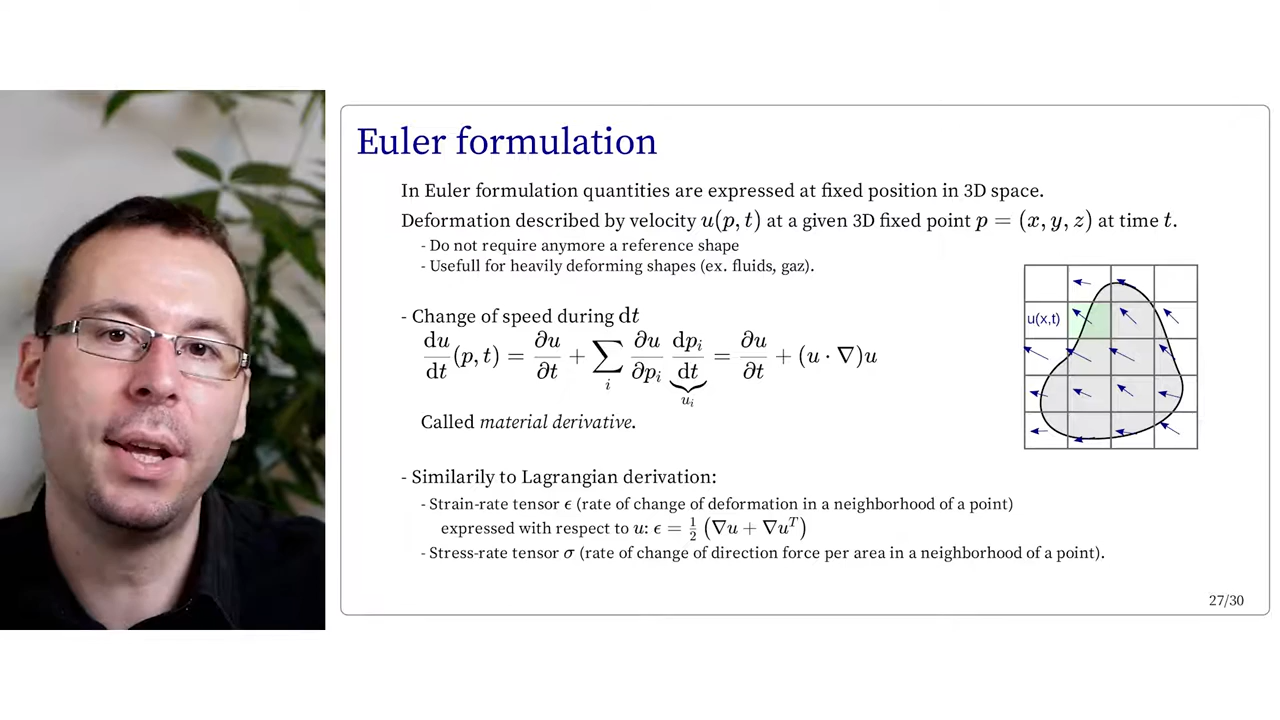 Euler formulation
In Euler formulation quantities are expressed at fixed position in 3D space.
Deformation described by velocity u(p, t) at a given 3D fixed point p = (x, y, z) at time t.
- Do not require anymore a reference shape
- Usefull for heavily deforming shapes (ex. fluids, gaz).
- Change of speed during dt
du/dt (p, t) = ∂u/∂t + ∑_i ∂u/∂p_i dp_i/dt = ∂u/∂t + (u · ∇)u
u_i
Called material derivative.
u(x,t)
- Similarily to Lagrangian derivation:
- Strain-rate tensor ϵ (rate of change of deformation in a neighborhood of a point)
expressed with respect to u: ϵ = 1/2 (∇u + ∇u^T)
- Stress-rate tensor σ (rate of change of direction force per area in a neighborhood of a point).
27/30